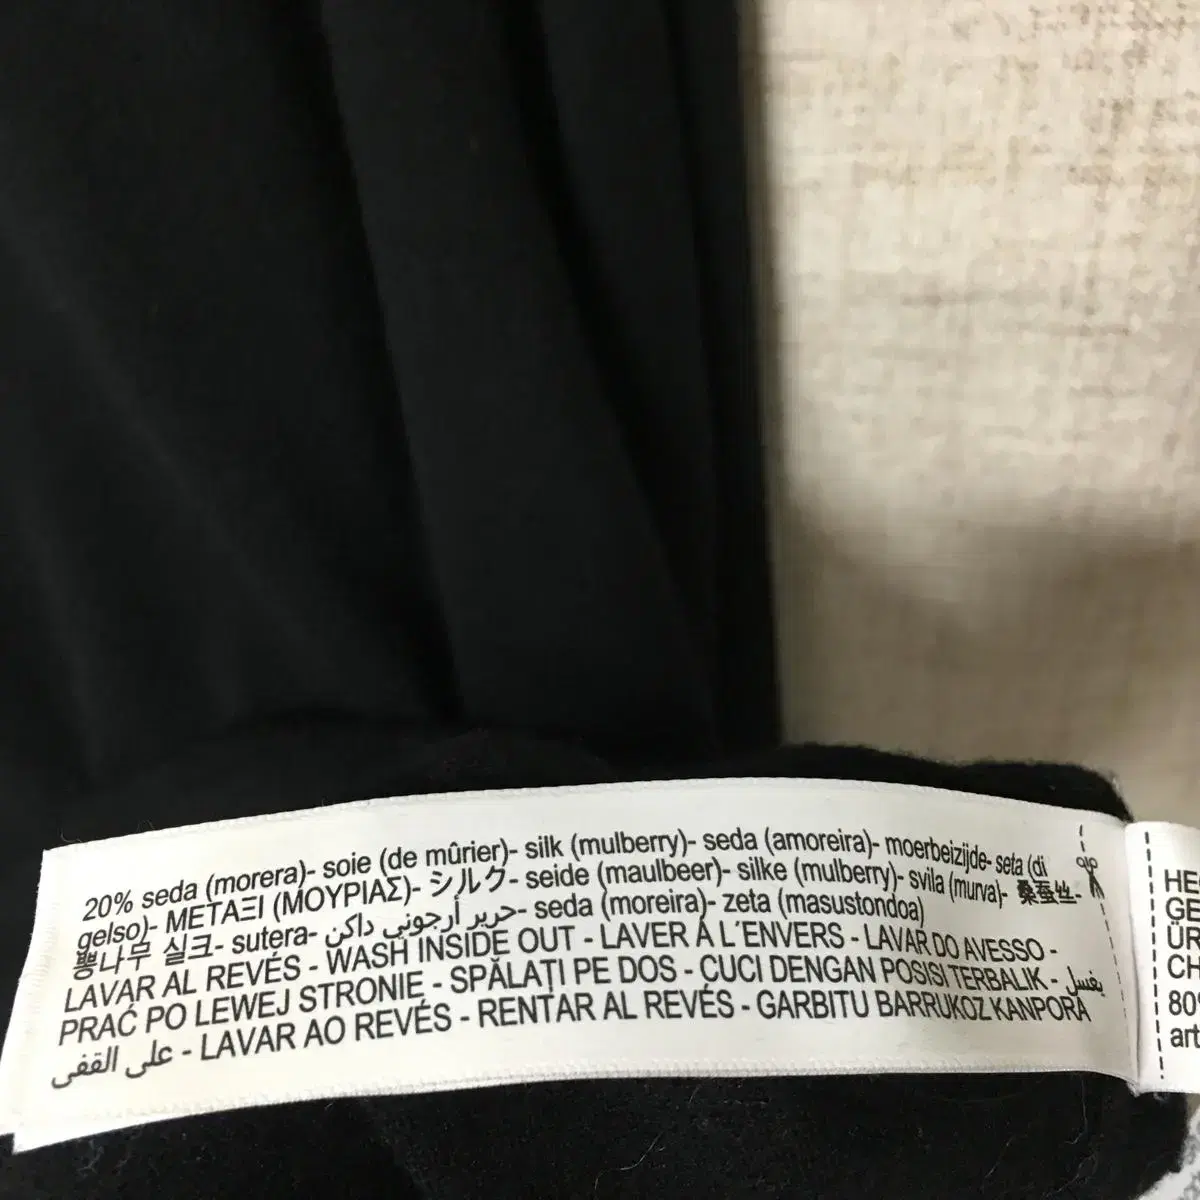 20% seda (morera)- soie (de mûrier)- silk (mulberry)- seda (amoreira)- moerbeizijde- seta (di
gelso)- ΜΕΤΑΞΙ (ΜΟΥΡΙΑΣ)- シルク- seide (maulbeer)- silke (mulberry)- svila (murva)- 桑蚕丝-
뽕나무 실크- sutera- حرير أرجوني داكن- seda (moreira)- zeta (masustondoa)
LAVAR AL REVÉS - WASH INSIDE OUT - LAVER À L´ENVERS - LAVAR DO AVESSO -
PRAĆ PO LEWEJ STRONIE - SPĂLAȚI PE DOS - CUCI DENGAN POSISI TERBALIK - يغسل
على القفى - LAVAR AO REVÉS - RENTAR AL REVÉS - GARBITU BARRUKOZ KANPORA
HE
GE
ÜR
CH
80
art